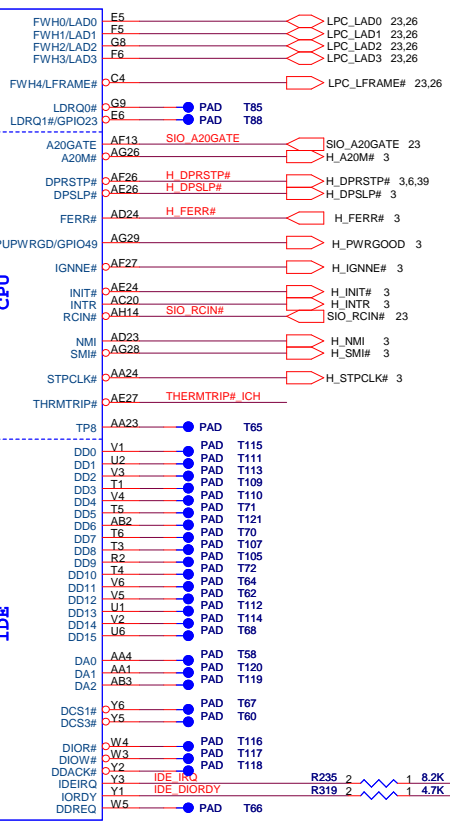 FWH0/LAD0 E5 LPC_LAD0 23,26
FWH1/LAD1 F5 LPC_LAD1 23,26
FWH2/LAD2 G8 LPC_LAD2 23,26
FWH3/LAD3 F6 LPC_LAD3 23,26
FWH4/LFRAME# C4 LPC_LFRAME# 23,26
LDRQ0# G9 PAD T85
LDRQ1#/GPIO23 E6 PAD T88
A20GATE AF13 SIO_A20GATE SIO_A20GATE 23
A20M# AG26 H_A20M# 3
DPRSTP# AF26 H_DPRSTP# H_DPRSTP# 3,6,39
DPSLP# AE26 H_DPSLP# H_DPSLP# 3
FERR# AD24 H_FERR# H_FERR# 3
PUPWRGD/GPIO49 AG29 H_PWRGOOD 3
IGNNE# AF27 H_IGNNE# 3
CPU
INIT# AE24 H_INIT# 3
INTR AC20 H_INTR 3
RCIN# AH14 SIO_RCIN# SIO_RCIN# 23
NMI AD23 H_NMI 3
SMI# AG28 H_SMI# 3
STPCLK# AA24 H_STPCLK# 3
THRMTRIP# AE27 THERMTRIP#_ICH
TP8 AA23 PAD T65
DD0 V1 PAD T115
DD1 U2 PAD T111
DD2 V3 PAD T113
DD3 T1 PAD T109
DD4 V4 PAD T110
DD5 T5 PAD T71
DD6 AB2 PAD T121
DD7 T6 PAD T70
DD8 T3 PAD T107
DD9 R2 PAD T105
DD10 T4 PAD T72
DD11 V6 PAD T64
DD12 V5 PAD T62
DD13 U1 PAD T112
DD14 V2 PAD T114
DD15 U6 PAD T68
IDE
DA0 AA4 PAD T58
DA1 AA1 PAD T120
DA2 AB3 PAD T119
DCS1# Y6 PAD T67
DCS3# Y5 PAD T60
DIOR# W4 PAD T116
DIOW# W3 PAD T117
DDACK# Y2 PAD T118
IDEIRQ Y3 IDE_IRQ R235 2 1 8.2K
IORDY Y1 IDE_DIORDY R319 2 1 4.7K
DDREQ W5 PAD T66